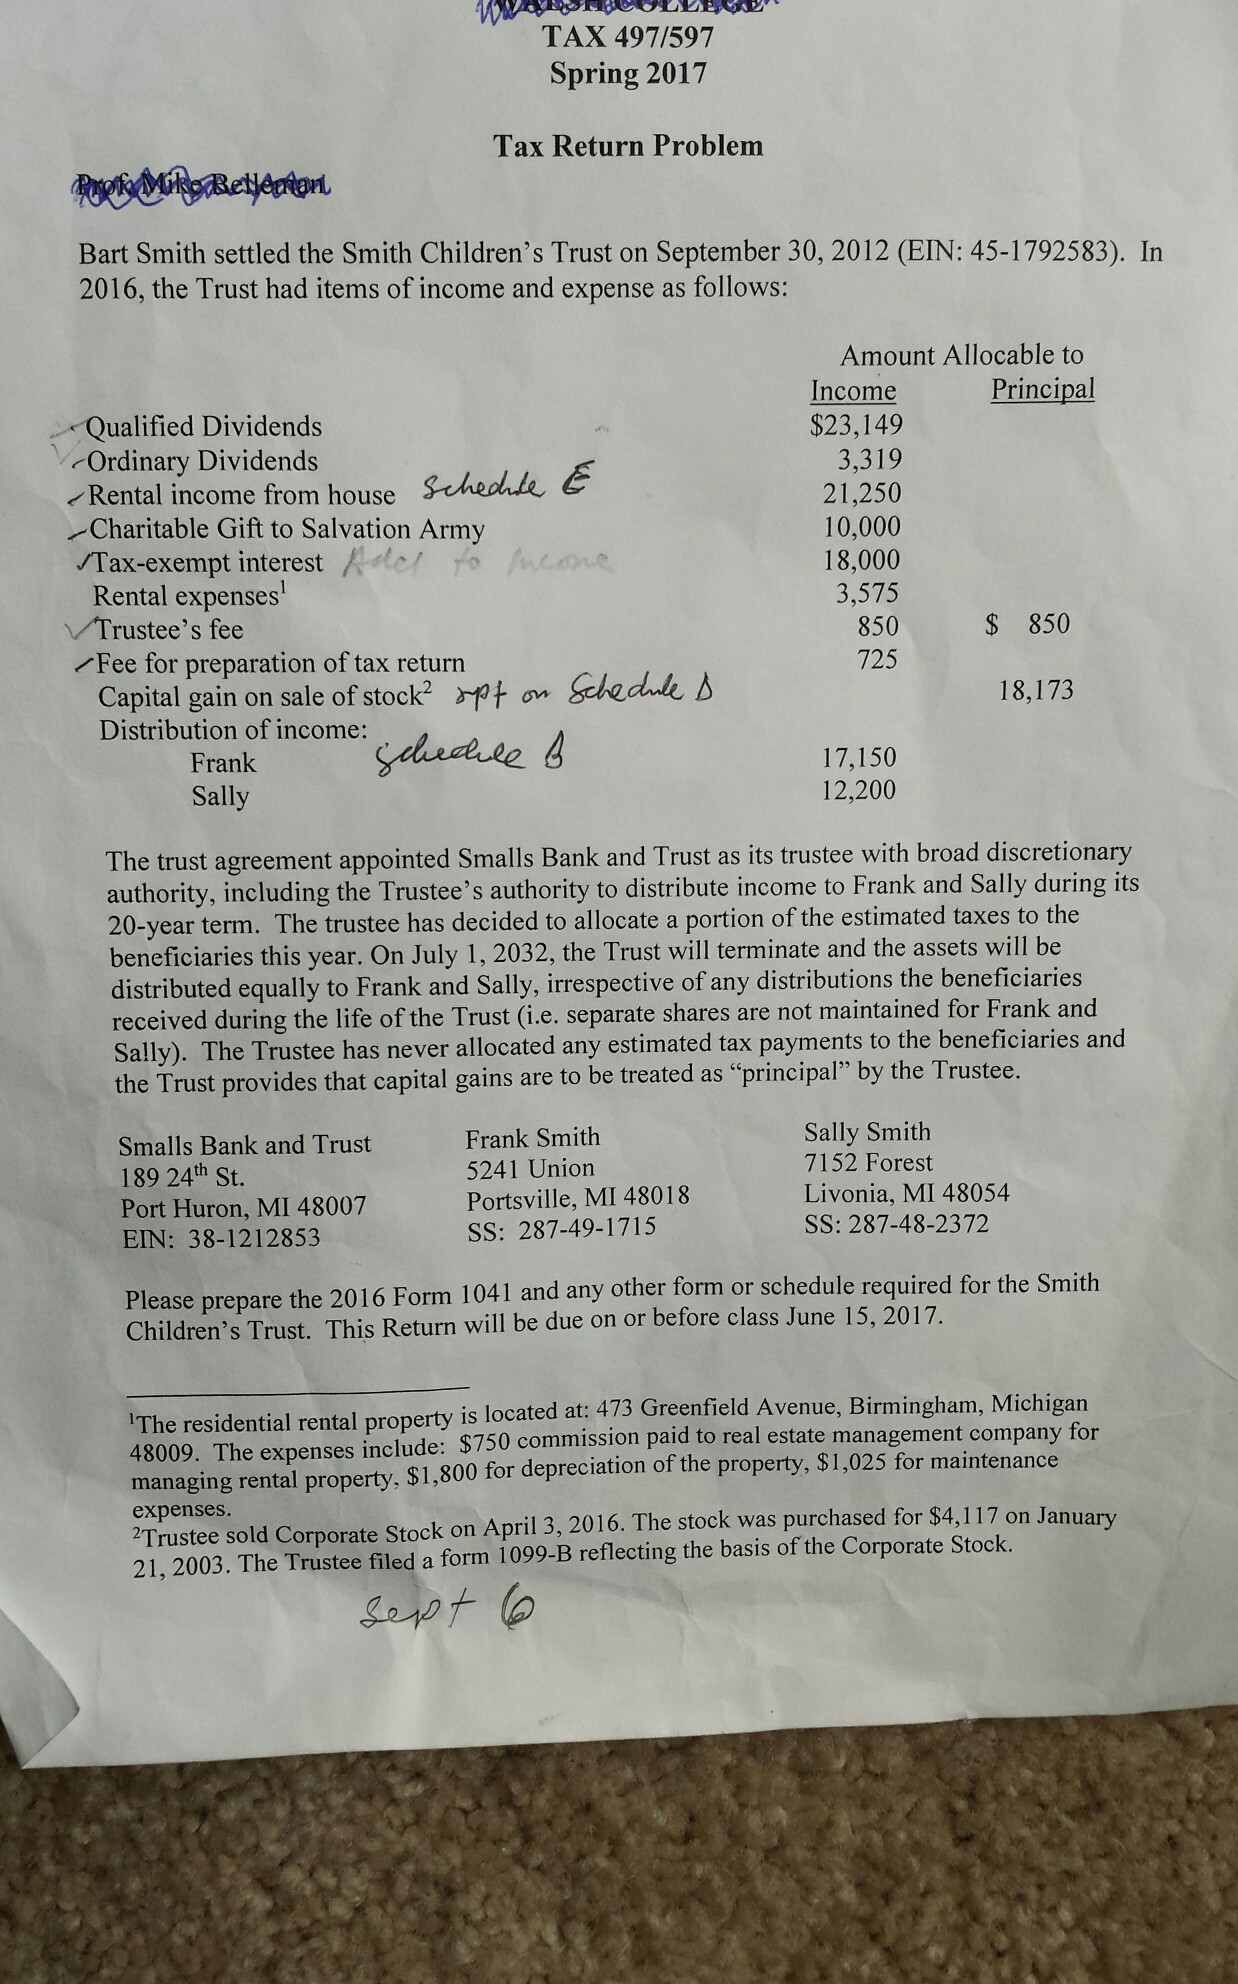 COLLEGE
TAX 497/597
Spring 2017
Tax Return Problem
Prof. Mike Belleman
Bart Smith settled the Smith Children's Trust on September 30, 2012 (EIN: 45-1792583). In
2016, the Trust had items of income and expense as follows:
Amount Allocable to
Income Principal
Qualified Dividends $23,149
Ordinary Dividends 3,319
Rental income from house Schedule E 21,250
Charitable Gift to Salvation Army 10,000
Tax-exempt interest Add to Income 18,000
Rental expenses1 3,575
Trustee's fee 850 $ 850
Fee for preparation of tax return 725
Capital gain on sale of stock2 rpt on Schedule D 18,173
Distribution of income:
Schedule B
Frank 17,150
Sally 12,200
The trust agreement appointed Smalls Bank and Trust as its trustee with broad discretionary
authority, including the Trustee's authority to distribute income to Frank and Sally during its
20-year term. The trustee has decided to allocate a portion of the estimated taxes to the
beneficiaries this year. On July 1, 2032, the Trust will terminate and the assets will be
distributed equally to Frank and Sally, irrespective of any distributions the beneficiaries
received during the life of the Trust (i.e. separate shares are not maintained for Frank and
Sally). The Trustee has never allocated any estimated tax payments to the beneficiaries and
the Trust provides that capital gains are to be treated as “principal” by the Trustee.
Smalls Bank and Trust Frank Smith Sally Smith
189 24th St. 5241 Union 7152 Forest
Port Huron, MI 48007 Portsville, MI 48018 Livonia, MI 48054
EIN: 38-1212853 SS: 287-49-1715 SS: 287-48-2372
Please prepare the 2016 Form 1041 and any other form or schedule required for the Smith
Children's Trust. This Return will be due on or before class June 15, 2017.
1The residential rental property is located at: 473 Greenfield Avenue, Birmingham, Michigan
48009. The expenses include: $750 commission paid to real estate management company for
managing rental property, $1,800 for depreciation of the property, $1,025 for maintenance
expenses.
2Trustee sold Corporate Stock on April 3, 2016. The stock was purchased for $4,117 on January
21, 2003. The Trustee filed a form 1099-B reflecting the basis of the Corporate Stock.
Sept 6